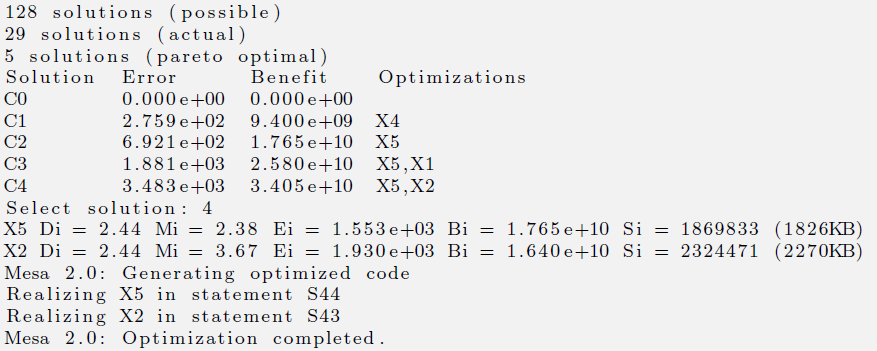 128 solutions (possible)
29 solutions (actual)
5 solutions (pareto optimal)
Solution Error Benefit Optimizations
C0 0.000e+00 0.000e+00
C1 2.759e+02 9.400e+09 X4
C2 6.921e+02 1.765e+10 X5
C3 1.881e+03 2.580e+10 X5,X1
C4 3.483e+03 3.405e+10 X5,X2
Select solution: 4
X5 Di = 2.44 Mi = 2.38 Ei = 1.553e+03 Bi = 1.765e+10 Si = 1869833 (1826KB)
X2 Di = 2.44 Mi = 3.67 Ei = 1.930e+03 Bi = 1.640e+10 Si = 2324471 (2270KB)
Mesa 2.0: Generating optimized code
Realizing X5 in statement S44
Realizing X2 in statement S43
Mesa 2.0: Optimization completed.